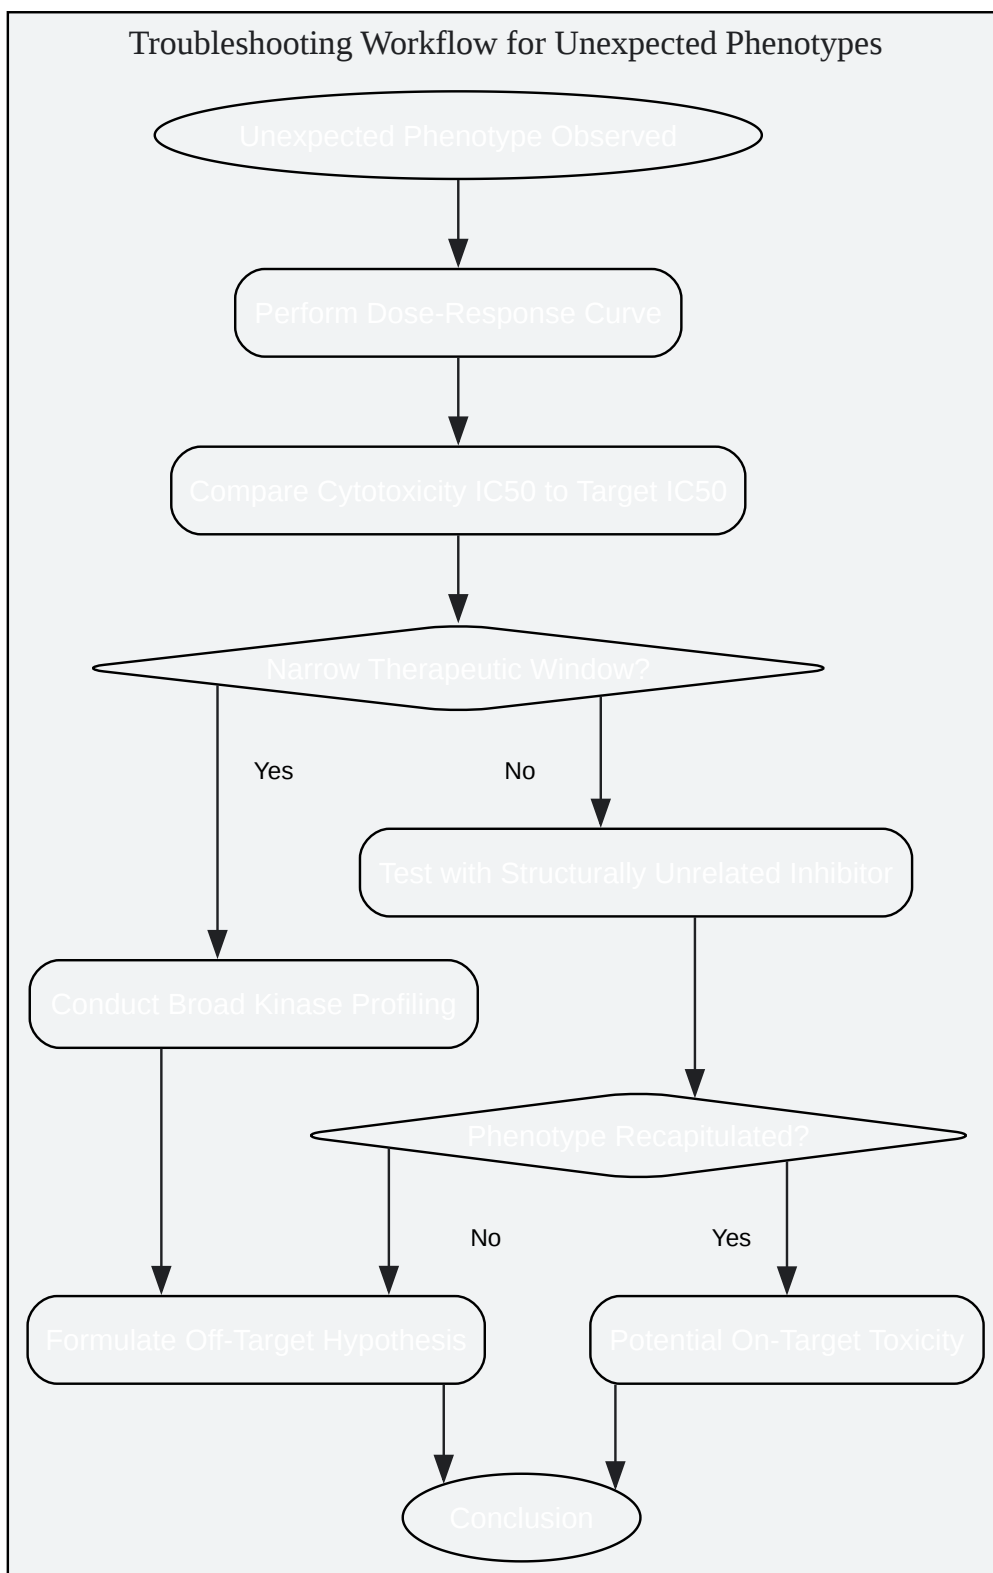 Troubleshooting Workflow for Unexpected Phenotypes
Unexpected Phenotype Observed
Perform Dose-Response Curve
Compare Cytotoxicity IC50 to Target IC50
Narrow Therapeutic Window?
Yes
No
Test with Structurally Unrelated Inhibitor
Conduct Broad Kinase Profiling
Phenotype Recapitulated?
No
Yes
Formulate Off-Target Hypothesis
Potential On-Target Toxicity
Conclusion